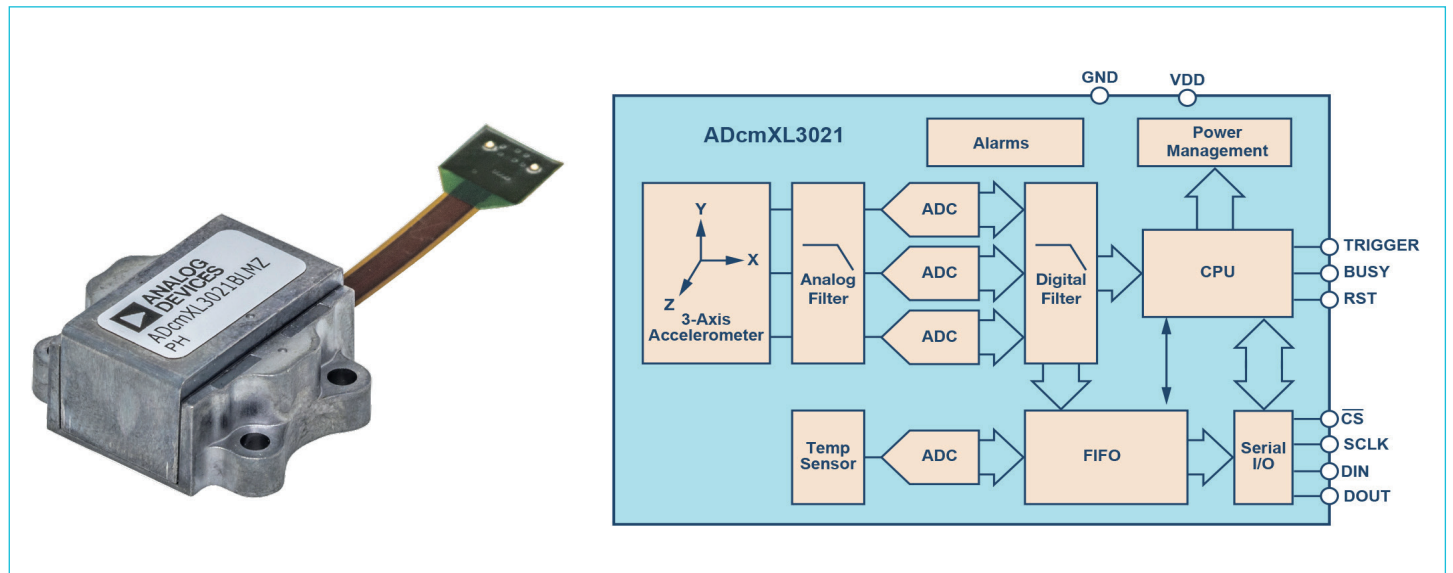 ANALOG
DEVICES
ADcmXL3021BLMZ
PH
GND
VDD
ADcmXL3021
Alarms
Power
Management
Y
X
Z
3-Axis
Accelerometer
Analog
Filter
ADC
ADC
ADC
Digital
Filter
CPU
TRIGGER
BUSY
RST
Temp
Sensor
ADC
FIFO
Serial
I/O
CS
SCLK
DIN
DOUT